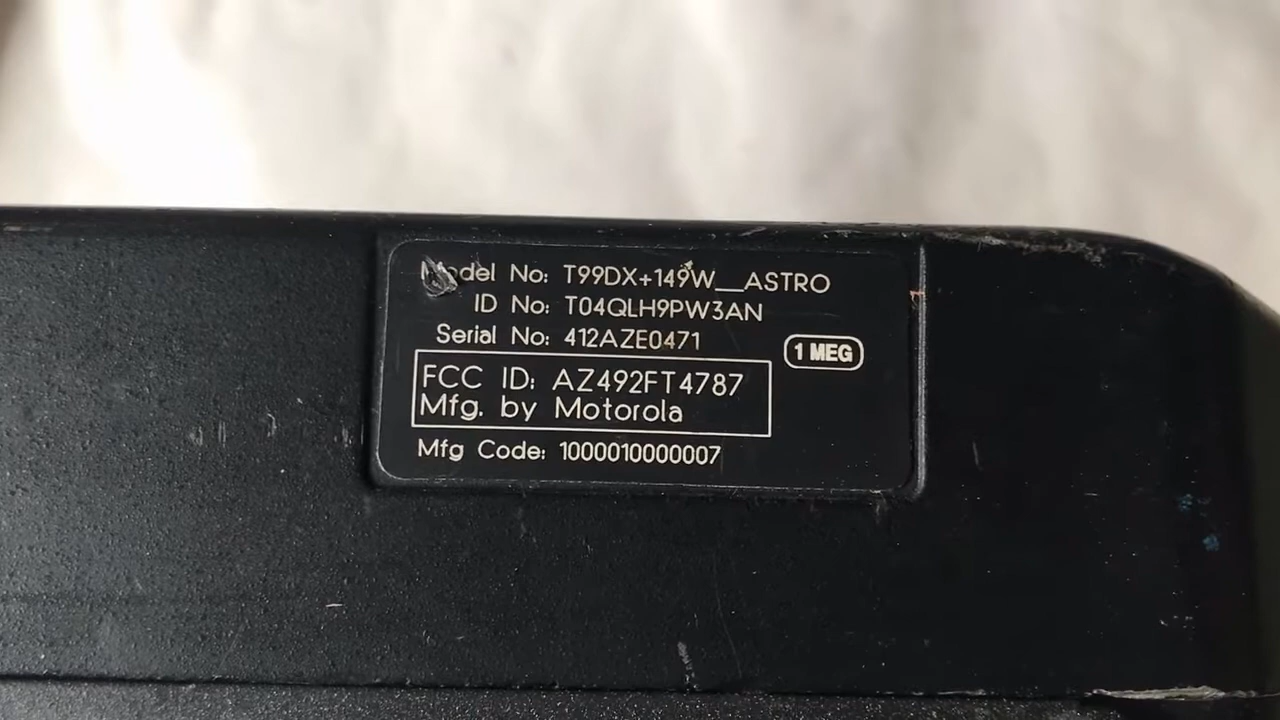 Model No: T99DX+149W__ASTRO
ID No: T04QLH9PW3AN
Serial No: 412AZE0471
1 MEG
FCC ID: AZ492FT4787
Mfg. by Motorola
Mfg Code: 1000010000007